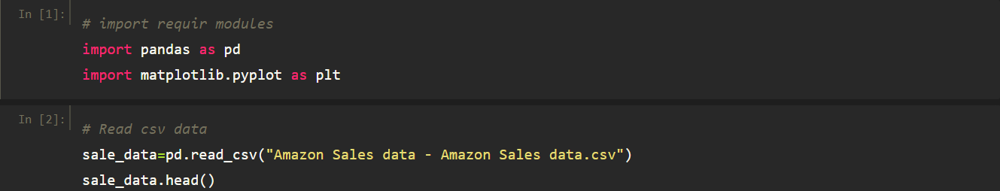 In [1]:
# import requir modules
import pandas as pd
import matplotlib.pyplot as plt
In [2]:
# Read csv data
sale_data=pd.read_csv("Amazon Sales data - Amazon Sales data.csv")
sale_data.head()